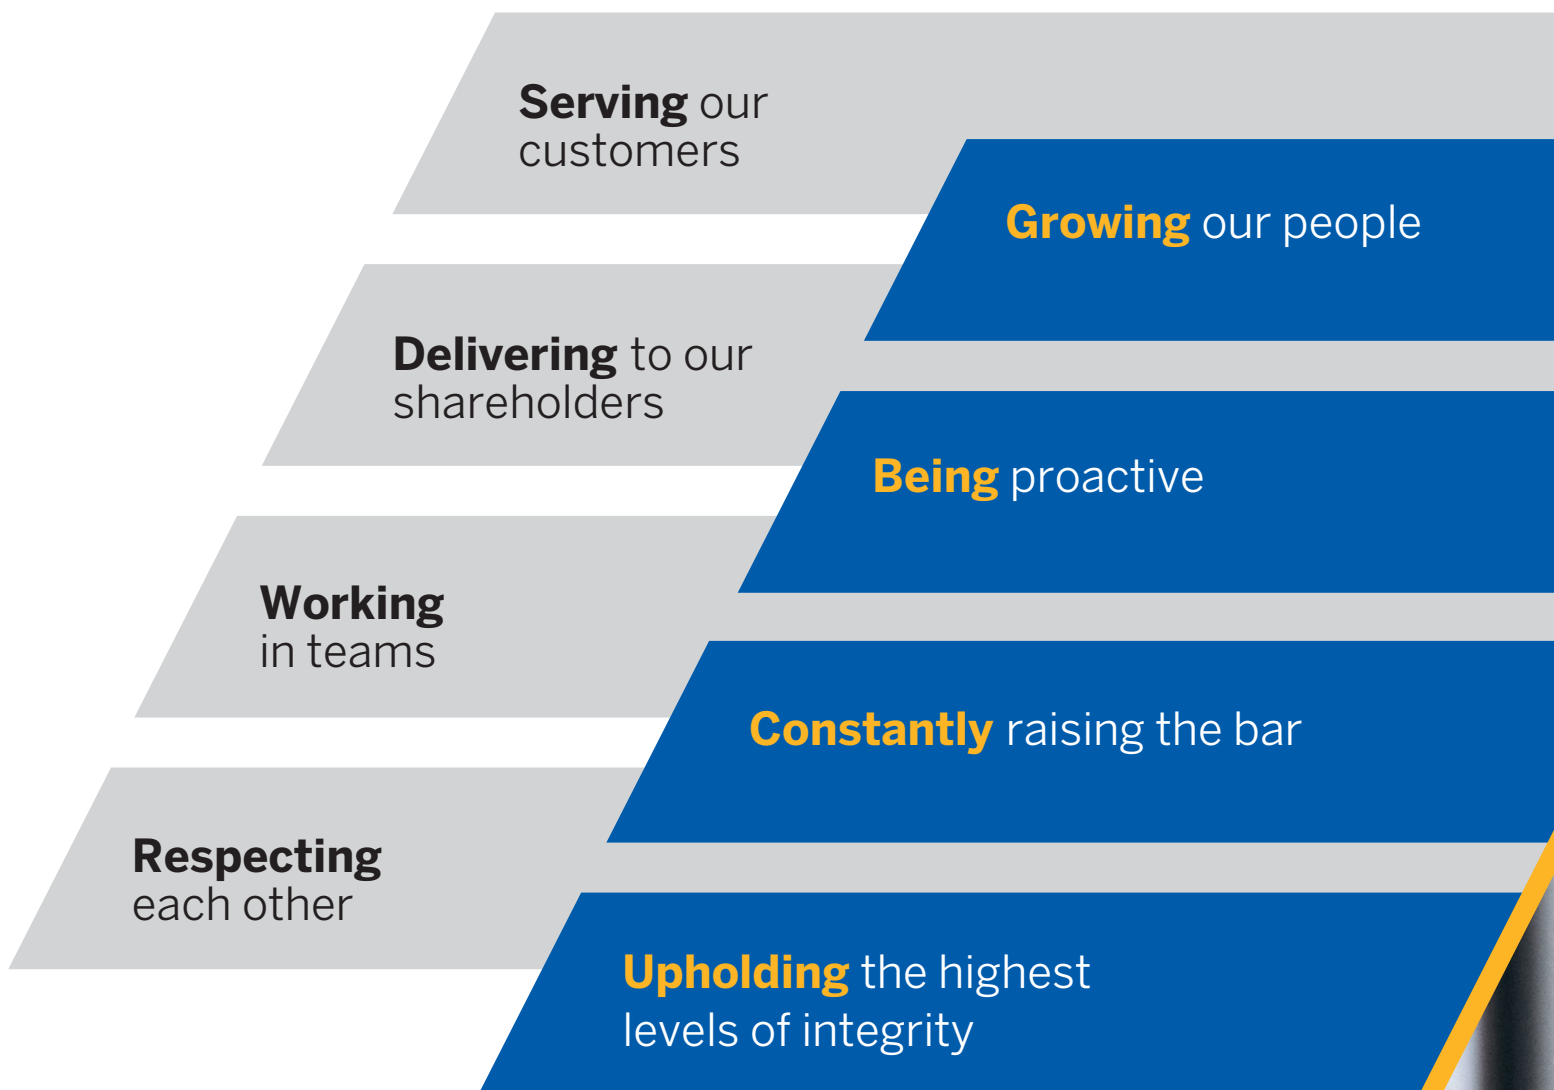 Serving our
customers
Growing our people
Delivering to our
shareholders
Being proactive
Working
in teams
Constantly raising the bar
Respecting
each other
Upholding the highest
levels of integrity